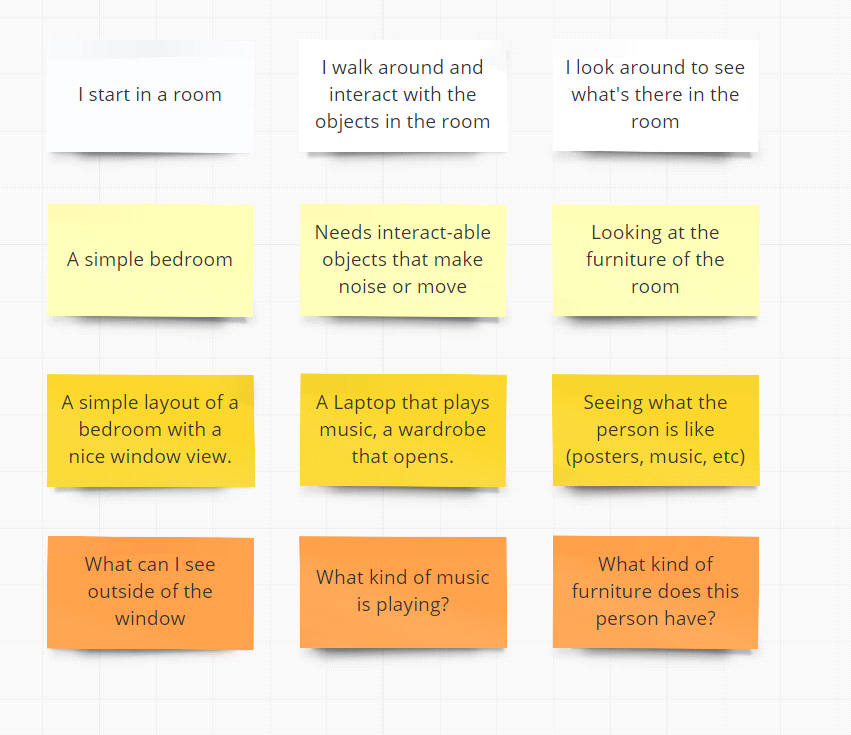 I start in a room
I walk around and
interact with the
objects in the room
I look around to see
what's there in the
room
A simple bedroom
Needs interact-able
objects that make
noise or move
Looking at the
furniture of the
room
A simple layout of a
bedroom with a
nice window view.
A Laptop that plays
music, a wardrobe
that opens.
Seeing what the
person is like
(posters, music, etc)
What can I see
outside of the
window
What kind of music
is playing?
What kind of
furniture does this
person have?